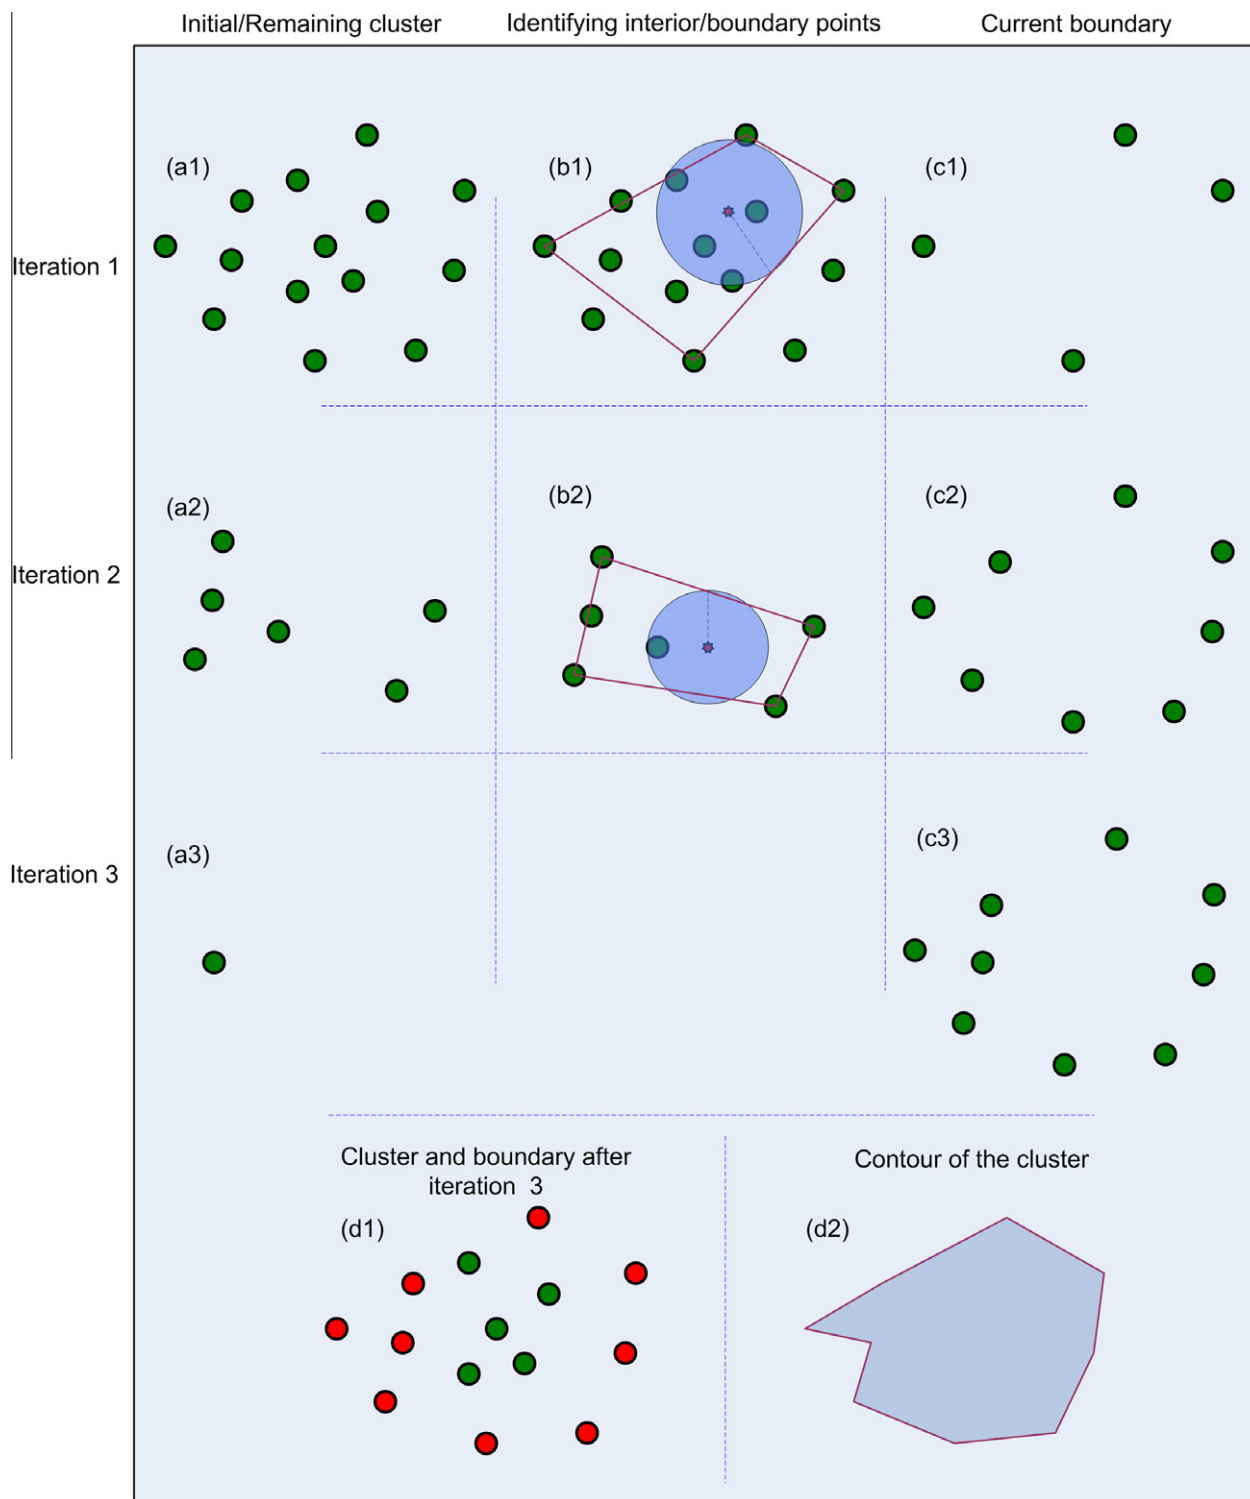 Initial/Remaining cluster
Identifying interior/boundary points
Current boundary
(a1)
(b1)
(c1)
Iteration 1
(a2)
(b2)
(c2)
Iteration 2
(a3)
(c3)
Iteration 3
Cluster and boundary after
iteration 3
Contour of the cluster
(d1)
(d2)